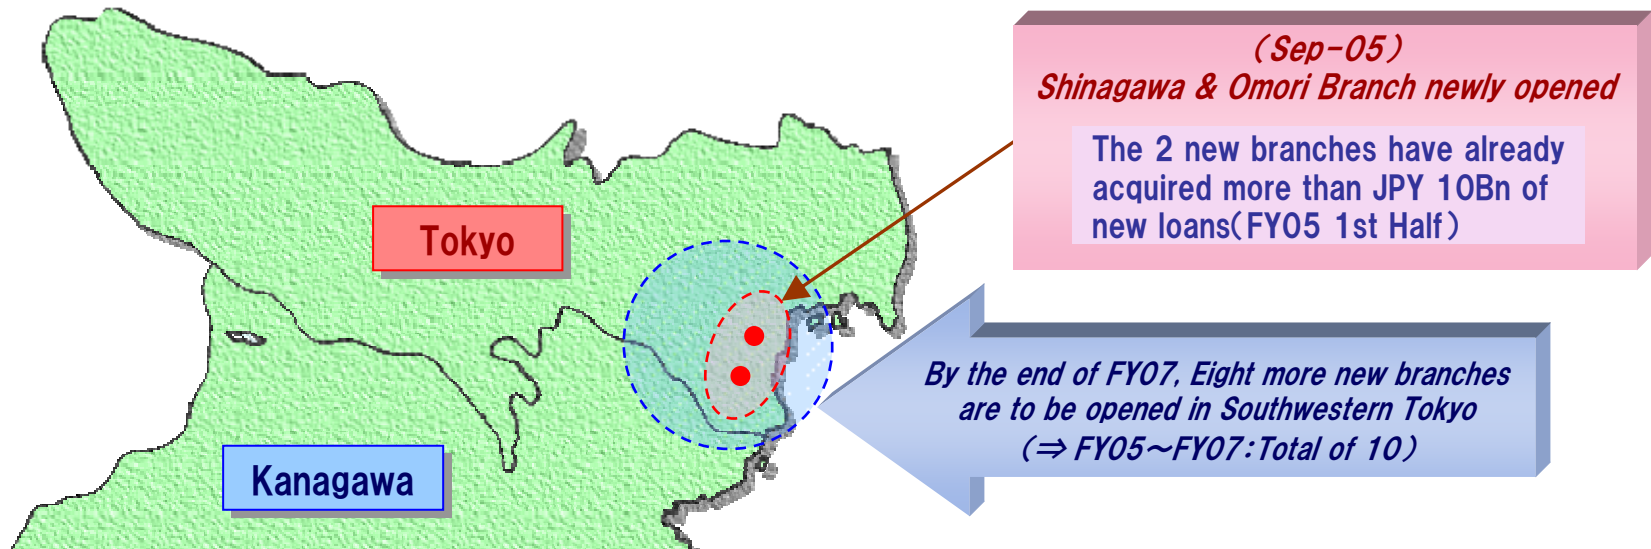 (Sep-05)
Shinagawa & Omori Branch newly opened
The 2 new branches have already
acquired more than JPY 10Bn of
new loans(FY05 1st Half)
Tokyo
By the end of FY07, Eight more new branches
are to be opened in Southwestern Tokyo
(⇒ FY05～FY07:Total of 10)
Kanagawa